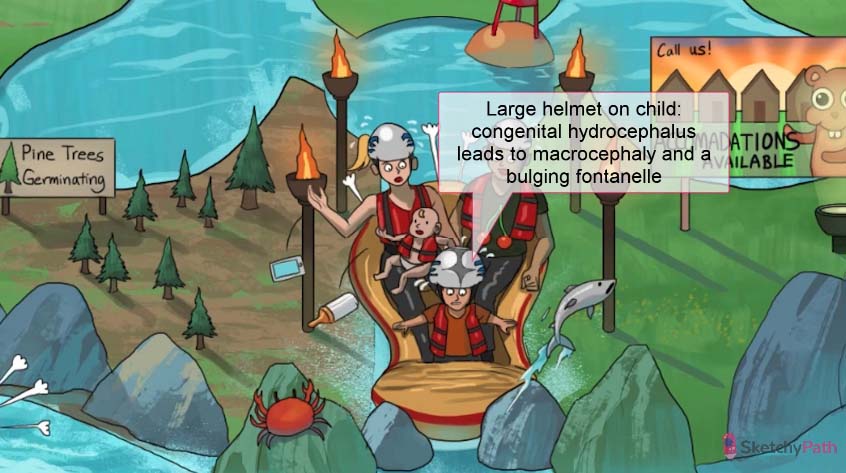 Call us!
Pine Trees
Germinating
Large helmet on child:
congenital hydrocephalus
leads to macrocephaly and a
bulging fontanelle
AVAILABLE
SketchyPath